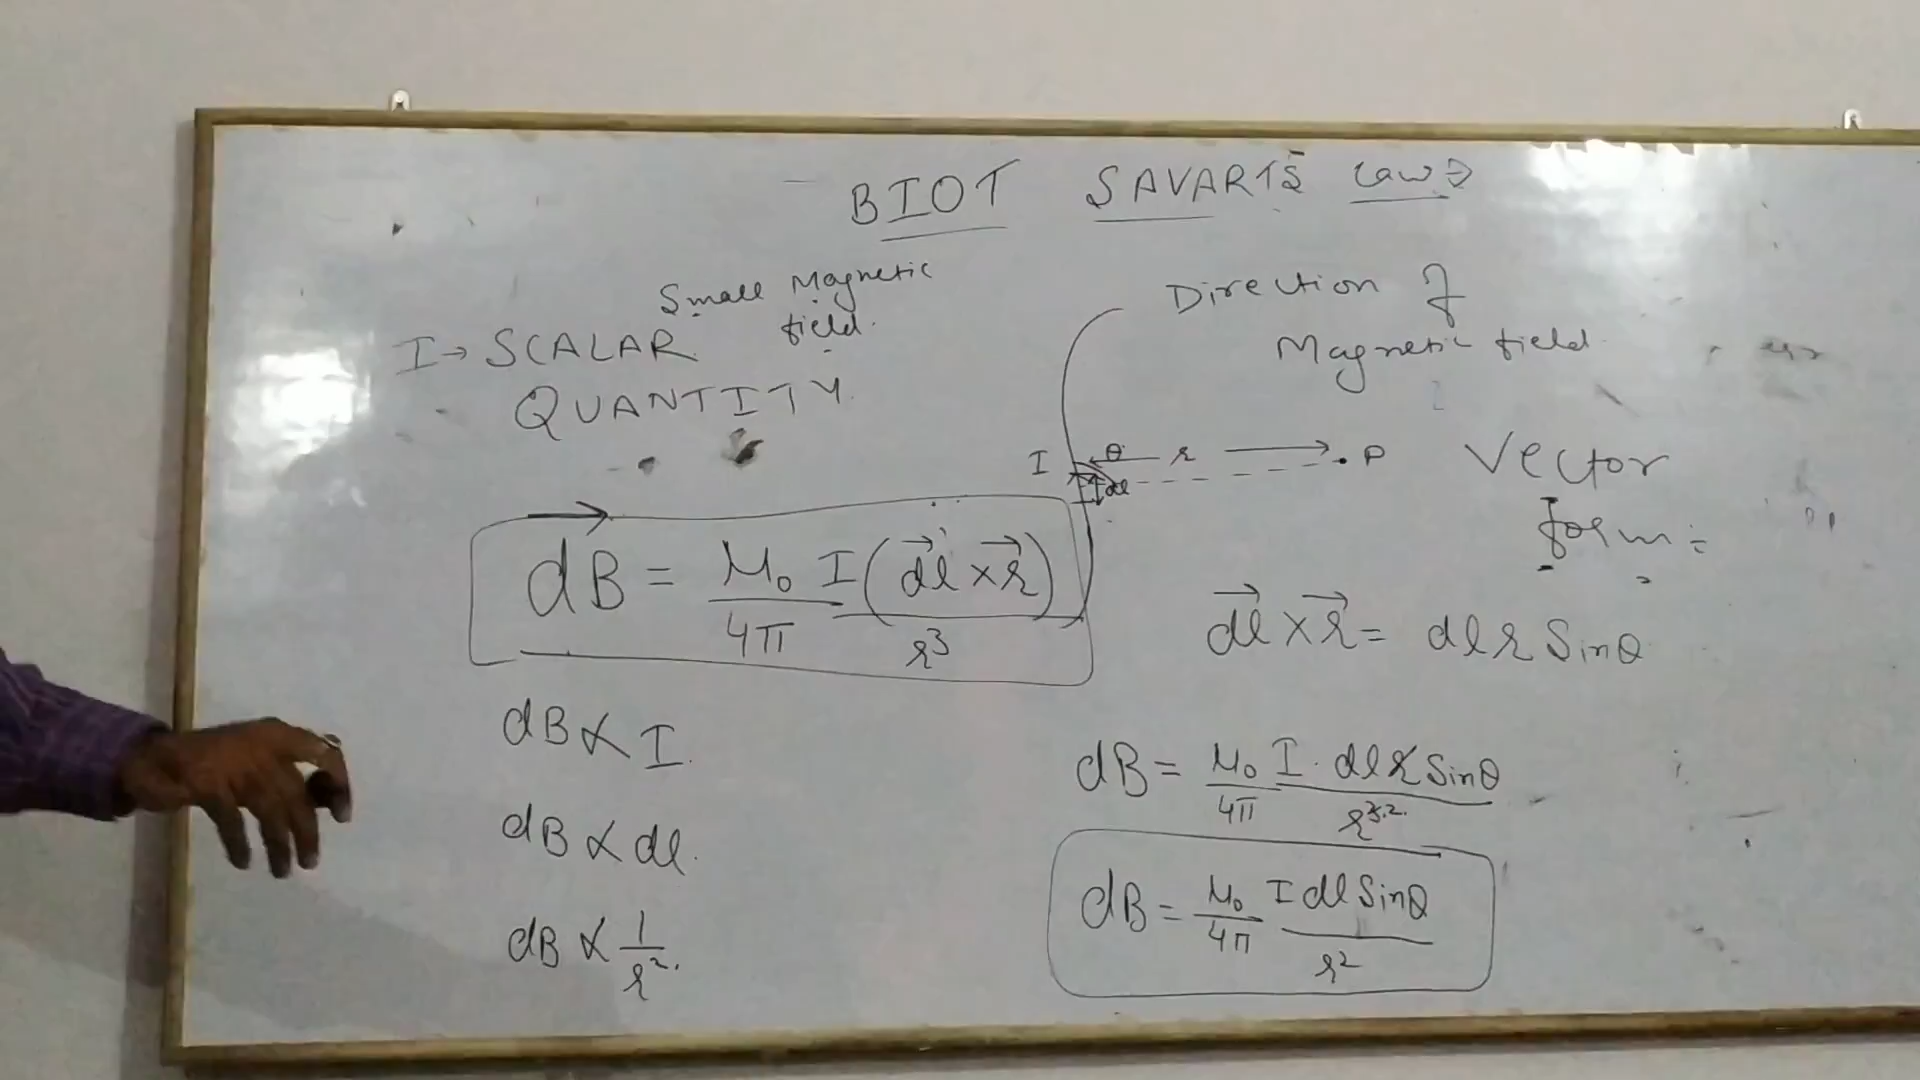 BIOT SAVART'S Law⇒
Small Magnetic
field.
I→ SCALAR
QUANTITY
Direction of
Magnetic field
I θ r P
Idl
Vector
form:
dB⃗ = μ₀/4π I(dl⃗ × r⃗)/r³
dl⃗ × r⃗ = dl r Sinθ
dB ∝ I.
dB ∝ dl.
dB ∝ 1/r².
dB = μ₀/4π I. dl r Sinθ/r³·²·
dB = μ₀/4π I dl Sinθ/r²